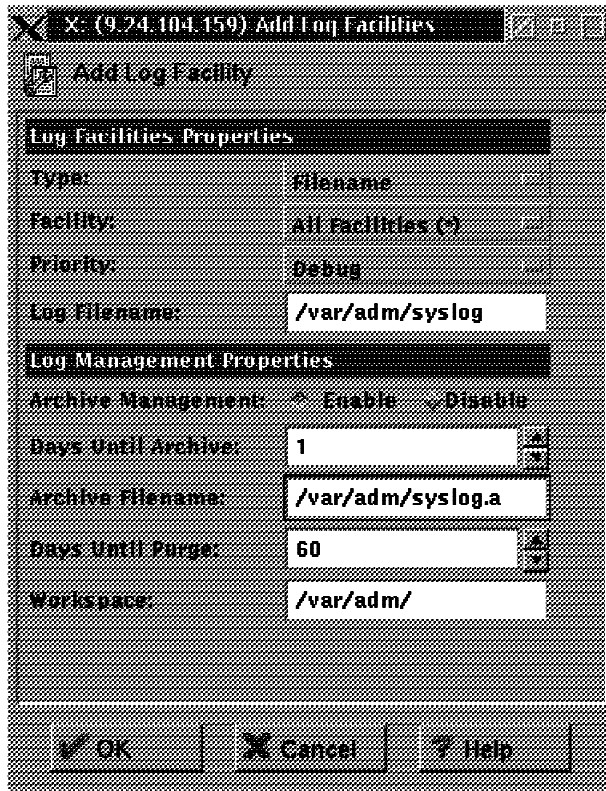 X: (9.24.104.159) Add Log Facilities
Add Log Facility
Log Facilities Properties
Type: Filename
Facility: All Facilities (*)
Priority: Debug
Log Filename: /var/adm/syslog
Log Management Properties
Archive Management: Enable Disable
Days Until Archive: 1
Archive Filename: /var/adm/syslog.a
Days Until Purge: 60
Workspace: /var/adm/
OK Cancel Help